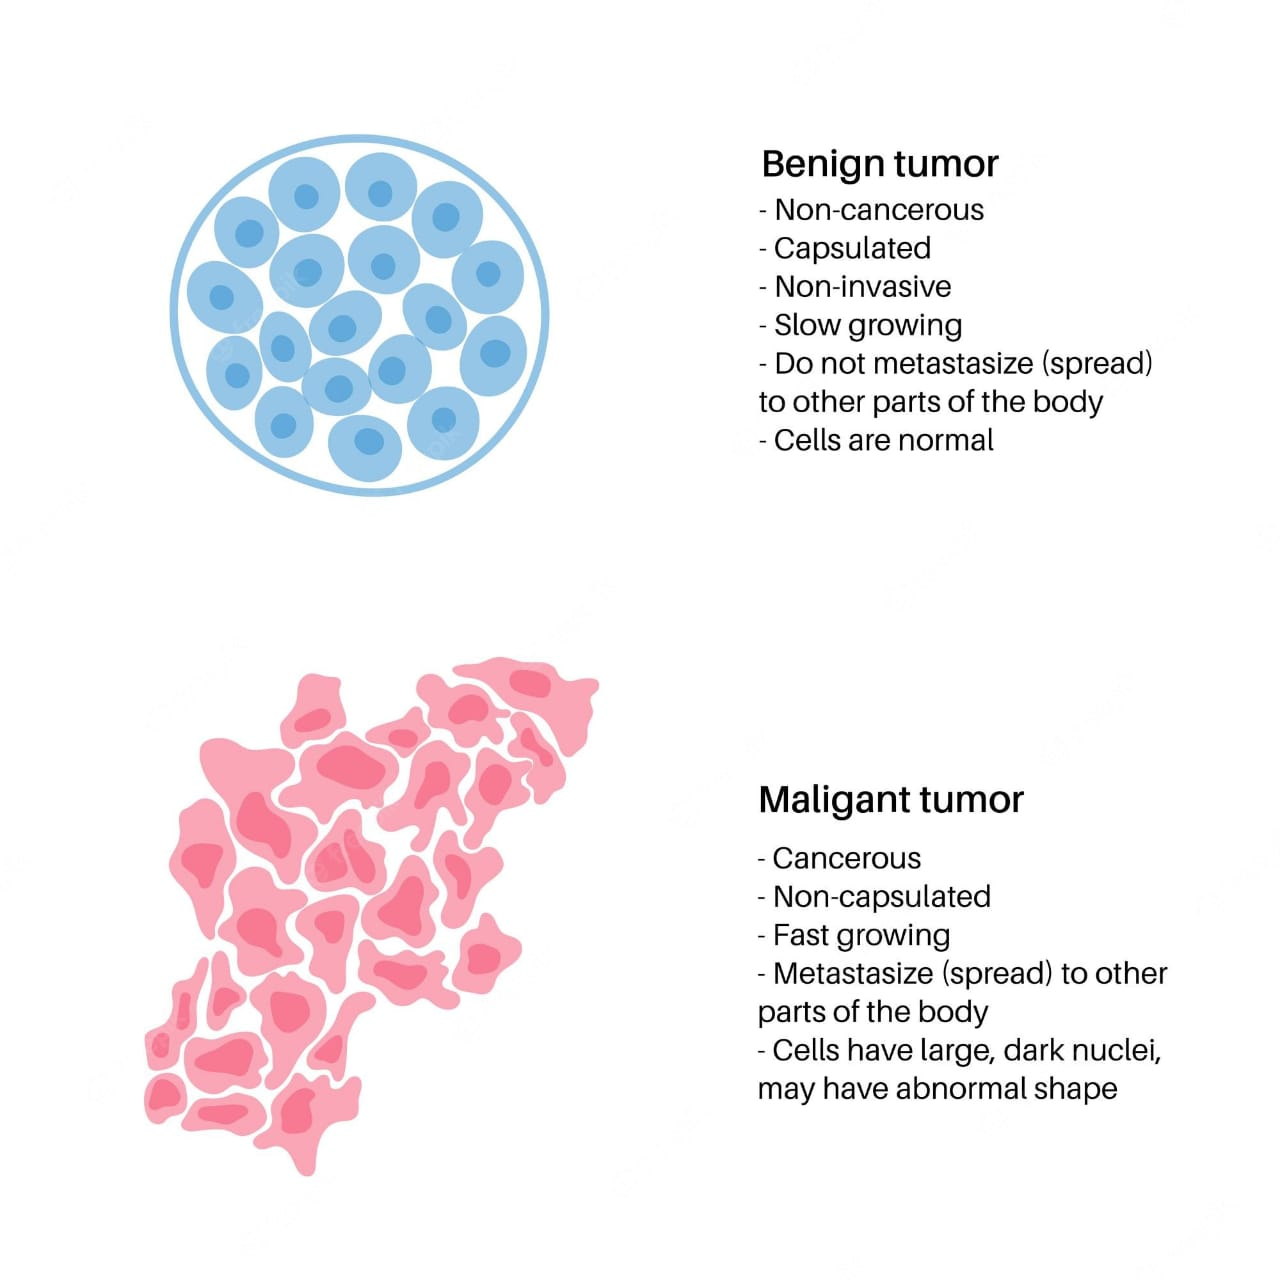 Benign tumor
- Non-cancerous
- Capsulated
- Non-invasive
- Slow growing
- Do not metastasize (spread)
to other parts of the body
- Cells are normal
Maligant tumor
- Cancerous
- Non-capsulated
- Fast growing
- Metastasize (spread) to other
parts of the body
- Cells have large, dark nuclei,
may have abnormal shape